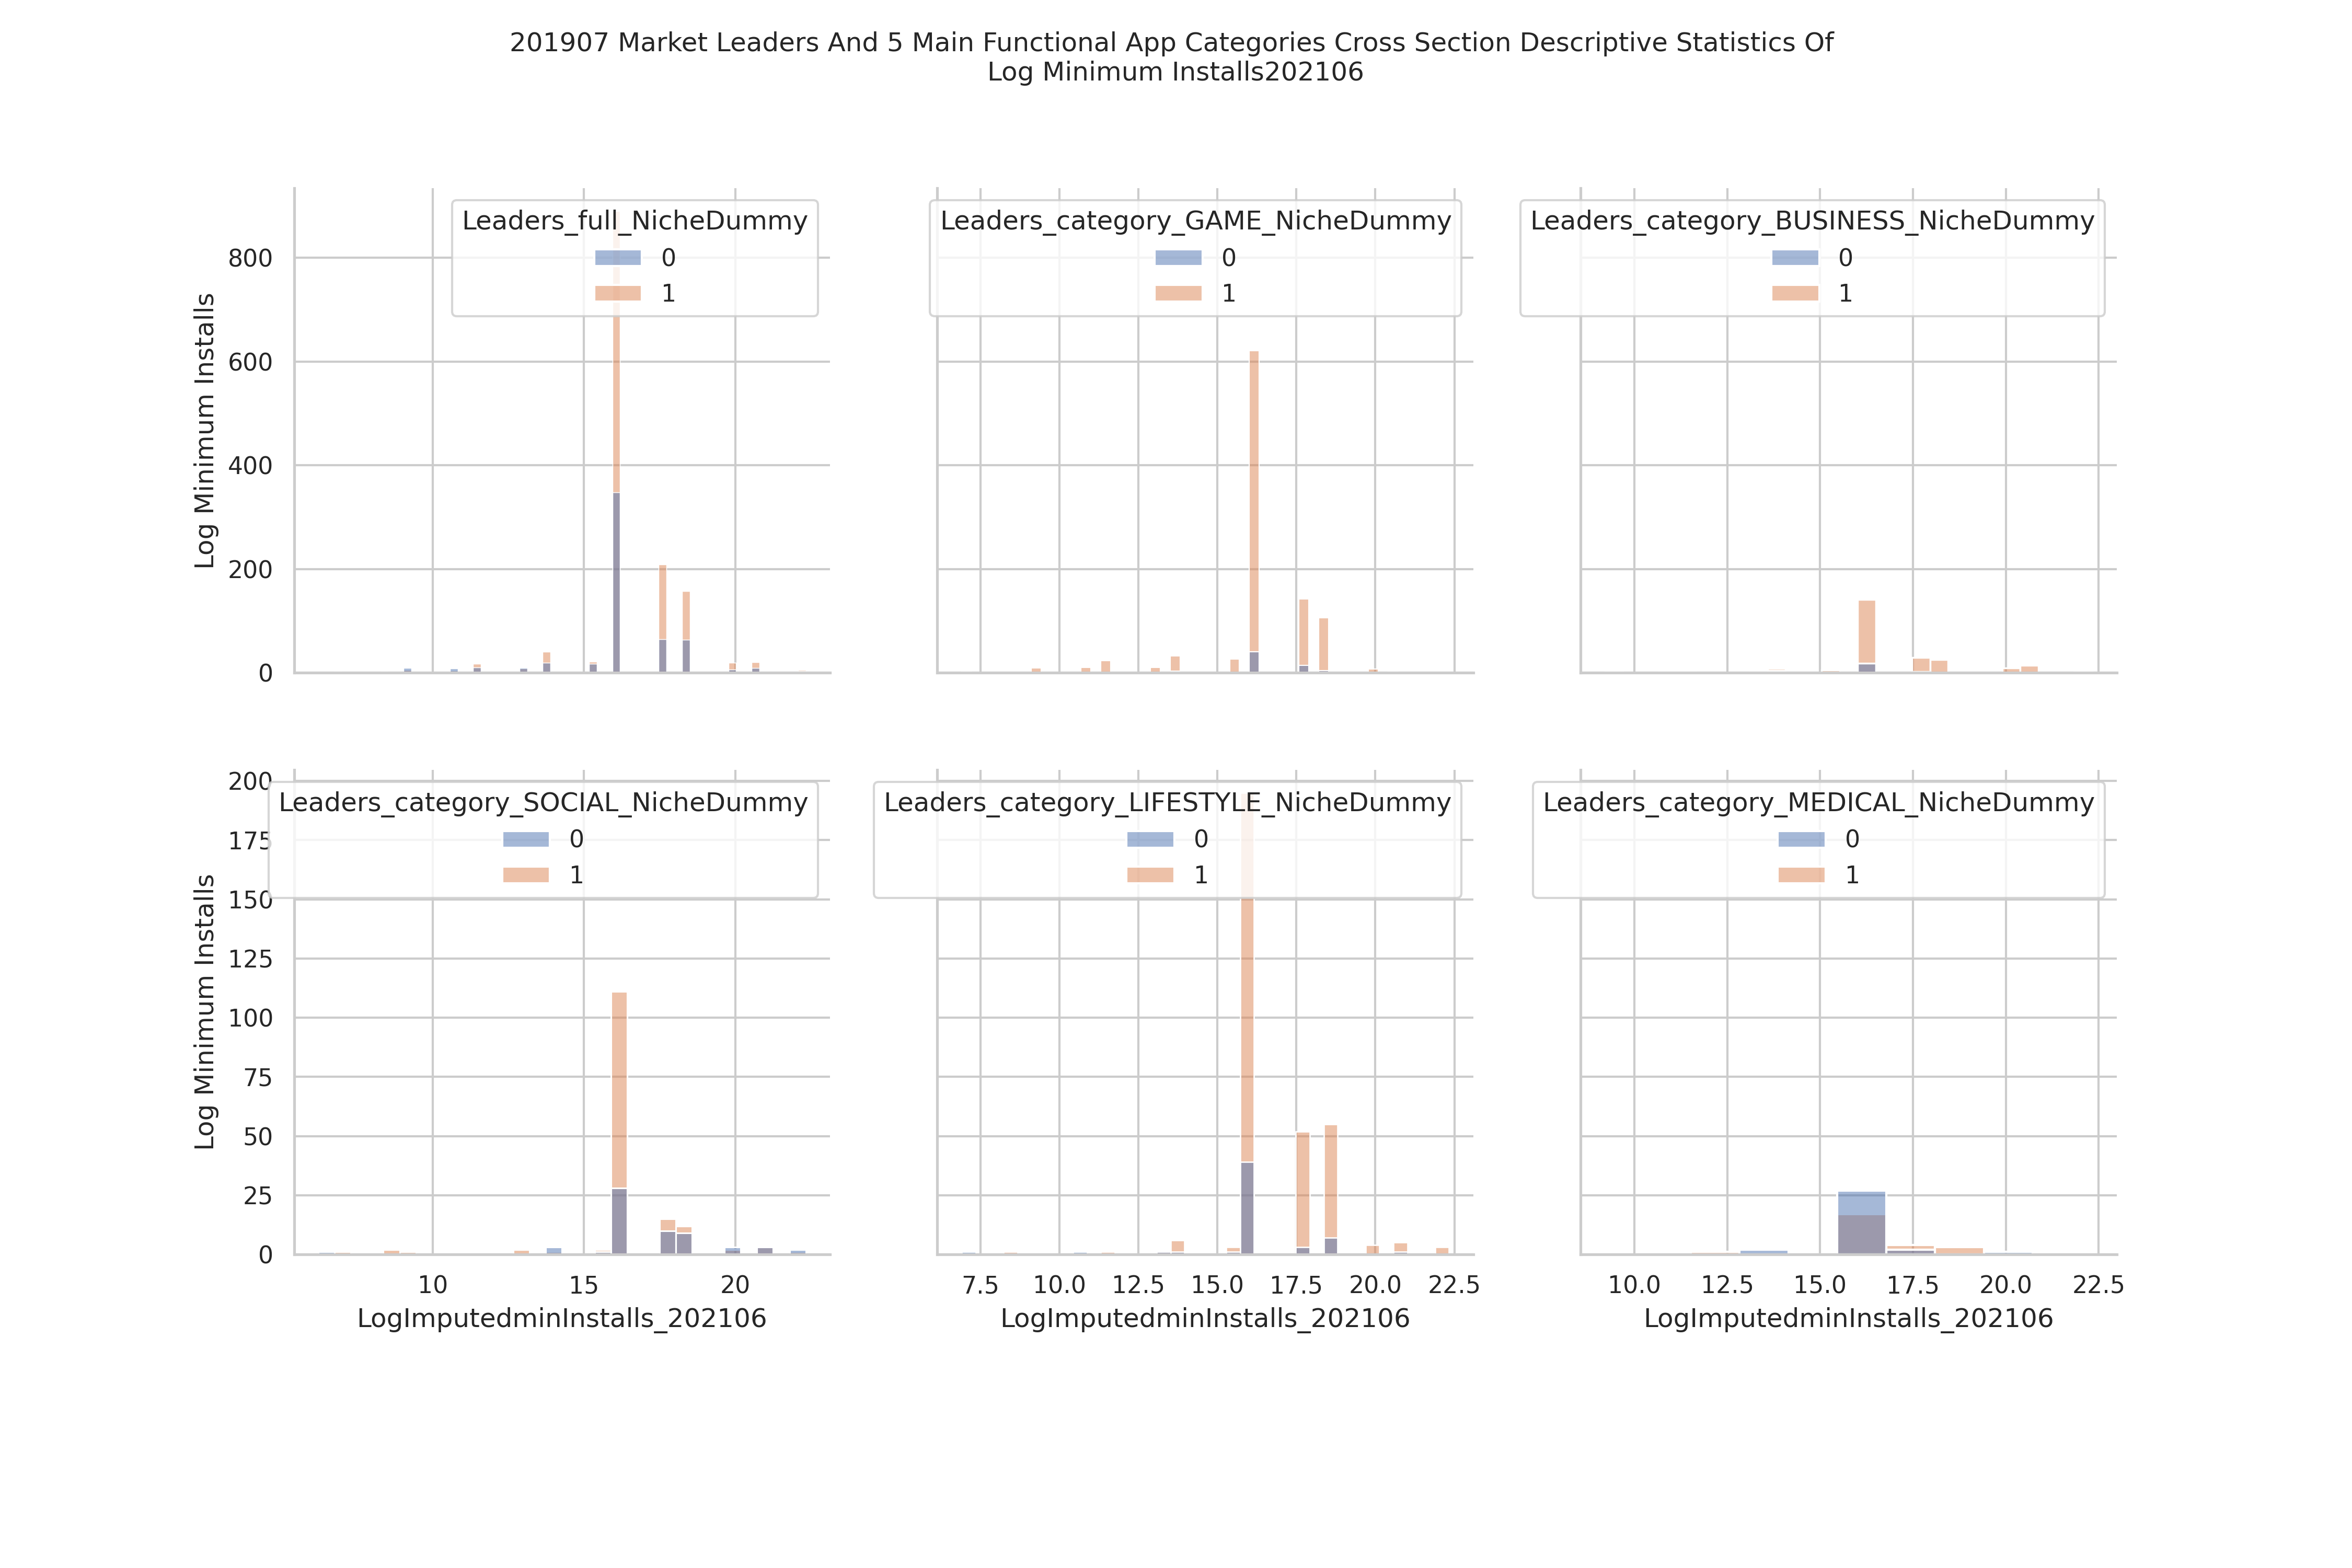 201907 Market Leaders And 5 Main Functional App Categories Cross Section Descriptive Statistics Of
Log Minimum Installs202106
Log Minimum Installs
800
600
400
200
0
Leaders_full_NicheDummy
0
1
Leaders_category_GAME_NicheDummy
0
1
Leaders_category_BUSINESS_NicheDummy
0
1
Log Minimum Installs
200
175
150
125
100
75
50
25
0
Leaders_category_SOCIAL_NicheDummy
0
1
10 15 20
LogImputedminInstalls_202106
Leaders_category_LIFESTYLE_NicheDummy
0
1
7.5 10.0 12.5 15.0 17.5 20.0 22.5
LogImputedminInstalls_202106
Leaders_category_MEDICAL_NicheDummy
0
1
10.0 12.5 15.0 17.5 20.0 22.5
LogImputedminInstalls_202106